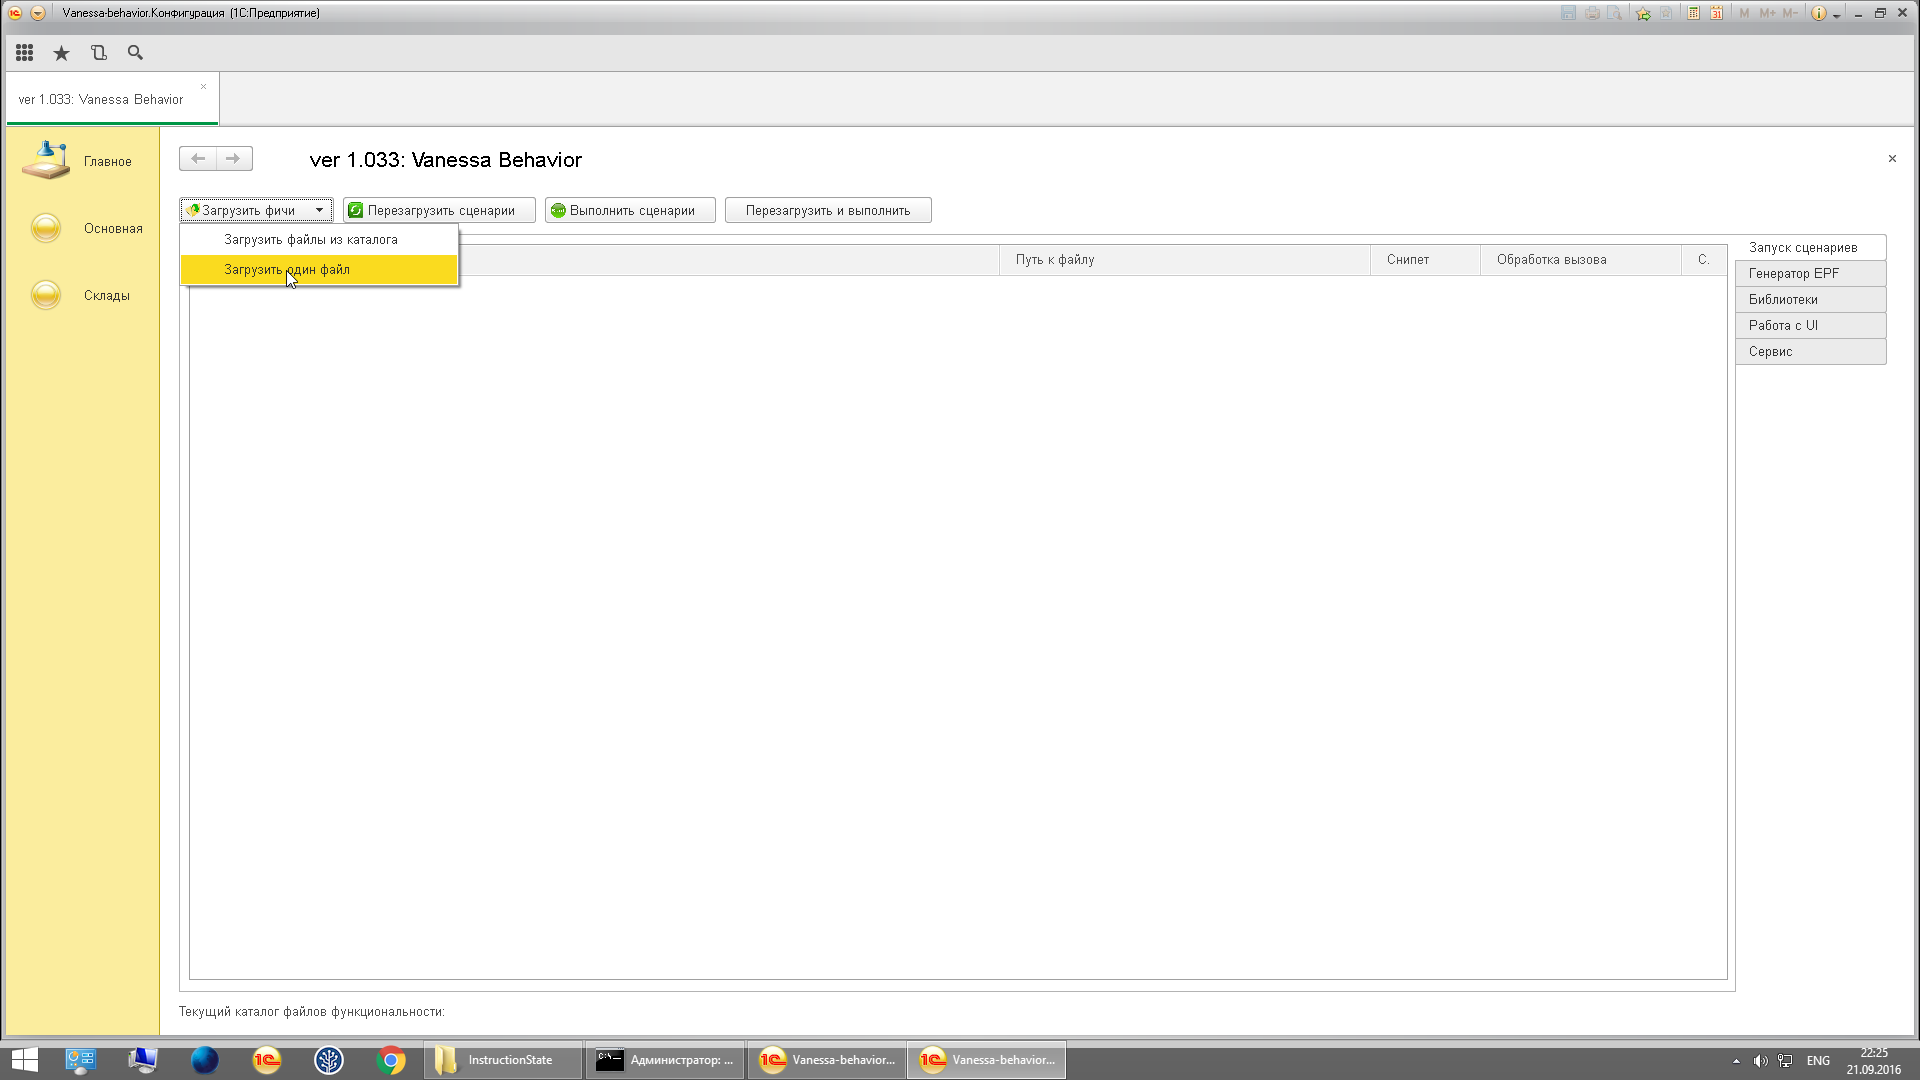 Vanessa-behavior.Конфигурация (1С:Предприятие)
M M+ M-
ver 1.033: Vanessa Behavior
Главное
Основная
Склады
ver 1.033: Vanessa Behavior
Загрузить фичи
Перезагрузить сценарии
Выполнить сценарии
Перезагрузить и выполнить
Загрузить файлы из каталога
Загрузить один файл
Путь к файлу
Снипет
Обработка вызова
С.
Запуск сценариев
Генератор EPF
Библиотеки
Работа с UI
Сервис
Текущий каталог файлов функциональности:
InstructionState
Администратор: ...
Vanessa-behavior...
Vanessa-behavior...
ENG
22:25
21.09.2016